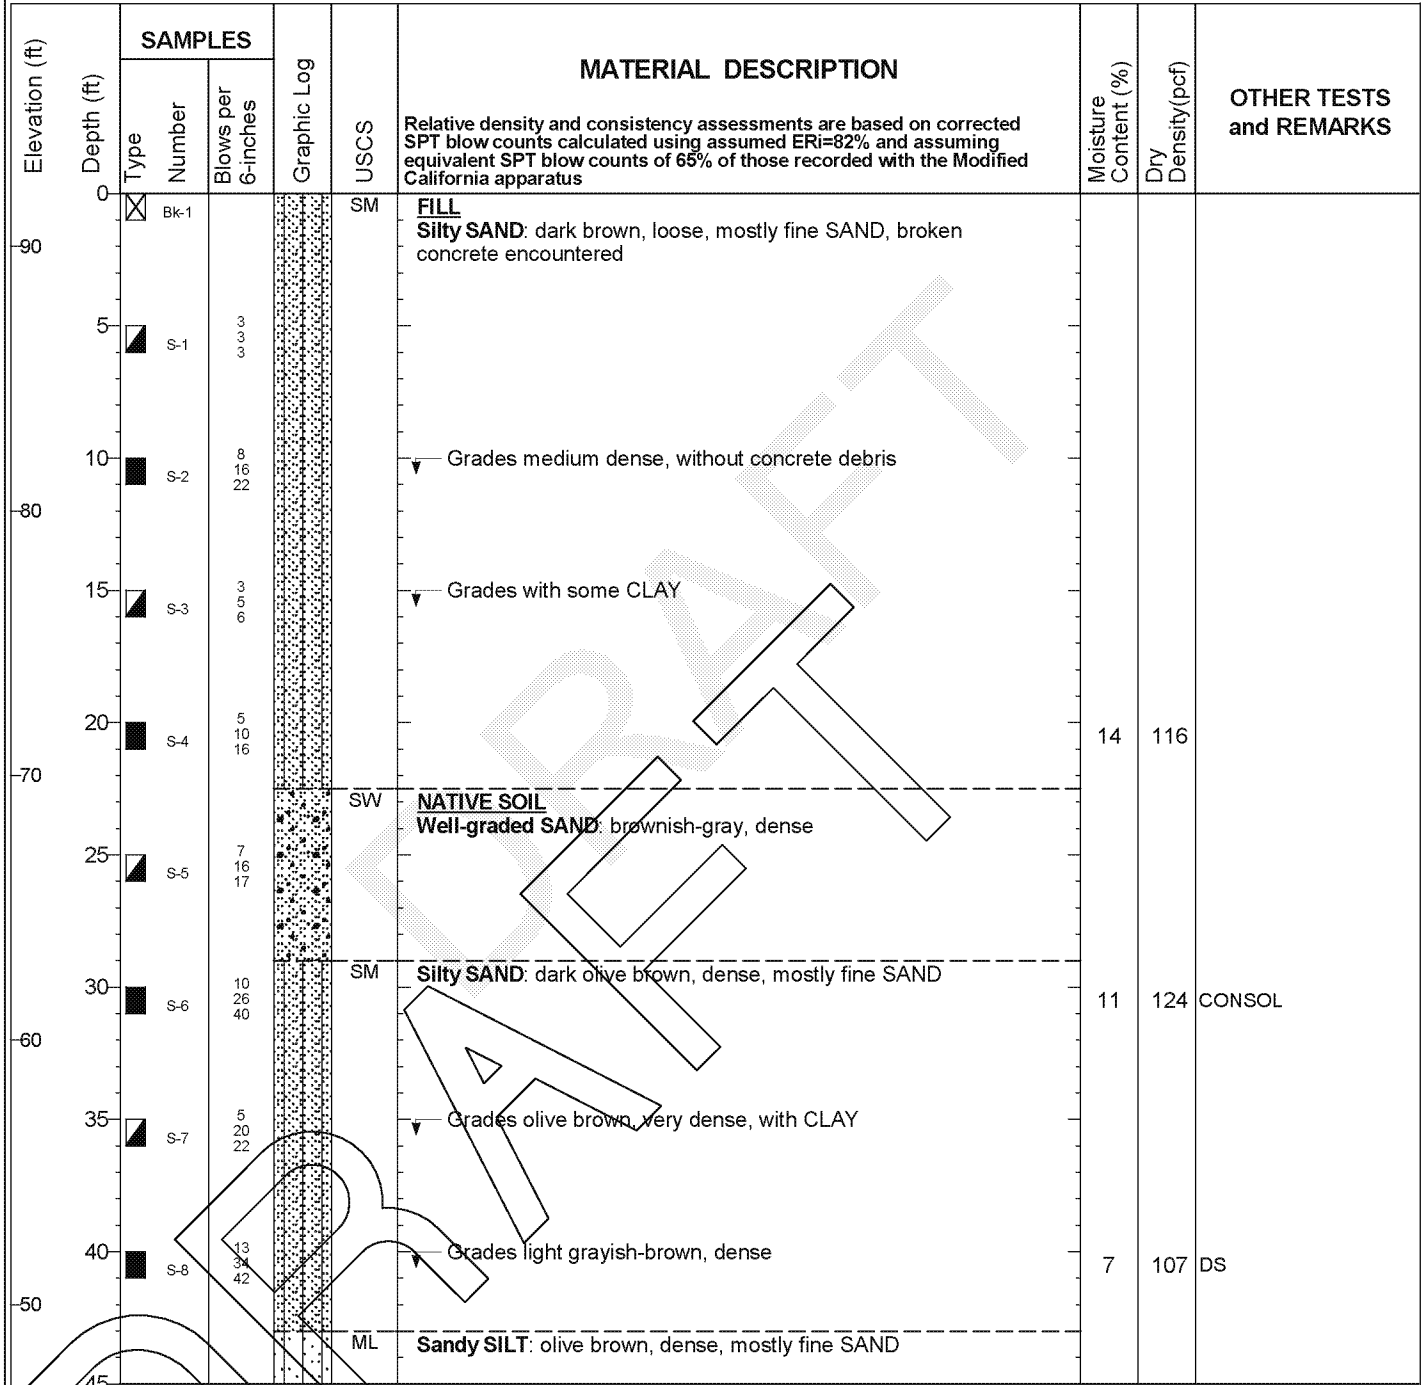 SAMPLES
Elevation (ft)
Depth (ft)
Type
Number
Blows per
6-inches
Graphic Log
USCS
MATERIAL DESCRIPTION
Relative density and consistency assessments are based on corrected
SPT blow counts calculated using assumed ERi=82% and assuming
equivalent SPT blow counts of 65% of those recorded with the Modified
California apparatus
Moisture
Content (%)
Dry
Density(pcf)
OTHER TESTS
and REMARKS
0
Bk-1
SM
FILL
Silty SAND: dark brown, loose, mostly fine SAND, broken
concrete encountered
90
5
S-1
3
3
3
10
S-2
8
16
22
Grades medium dense, without concrete debris
80
15
S-3
3
5
6
Grades with some CLAY
20
S-4
5
10
16
14
116
70
SW
NATIVE SOIL
Well-graded SAND: brownish-gray, dense
25
S-5
7
16
17
SM
Silty SAND: dark olive brown, dense, mostly fine SAND
30
S-6
10
26
40
11
124
CONSOL
60
35
S-7
5
20
22
Grades olive brown, very dense, with CLAY
40
S-8
13
34
42
Grades light grayish-brown, dense
7
107
DS
50
ML
Sandy SILT: olive brown, dense, mostly fine SAND
45
DRAFT
DRAFT